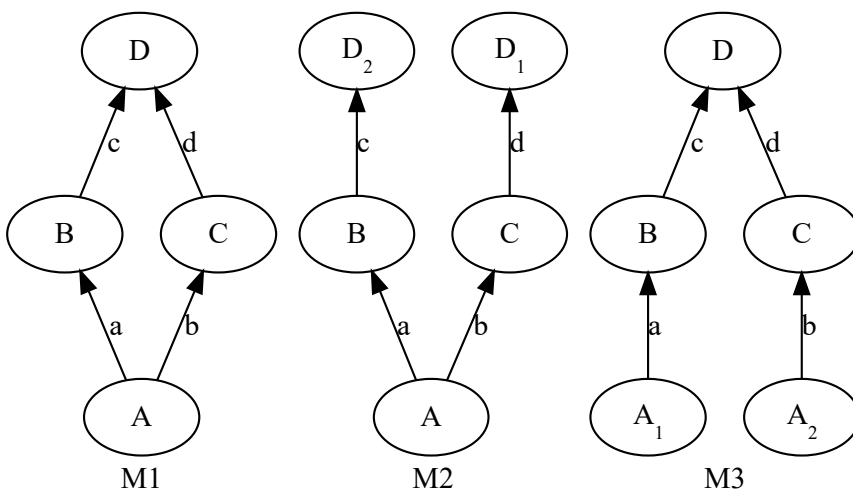 D D₂ D₁ D
c d c d c d
B C B C B C
a b a b a b
A A A₁ A₂
M1 M2 M3